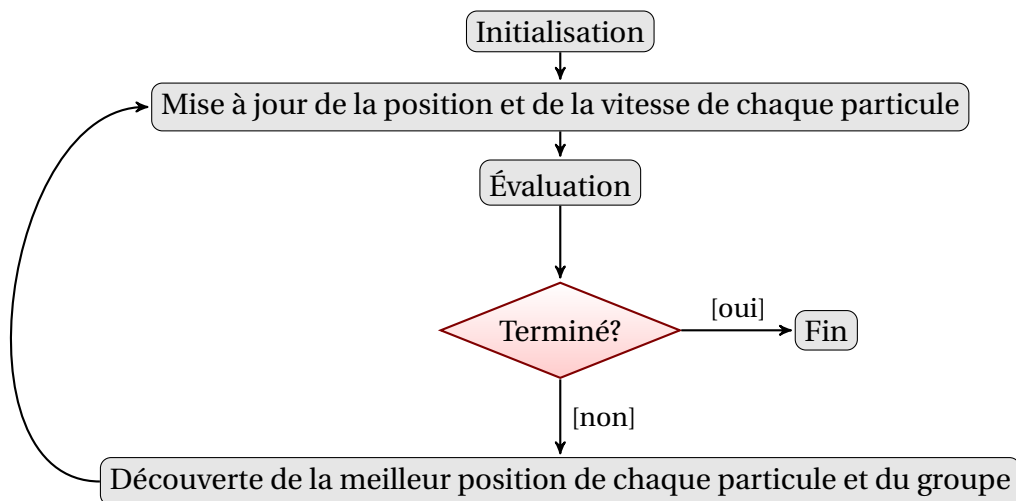 Initialisation
Mise à jour de la position et de la vitesse de chaque particule
Évaluation
Terminé?
[oui]
Fin
[non]
Découverte de la meilleur position de chaque particule et du groupe